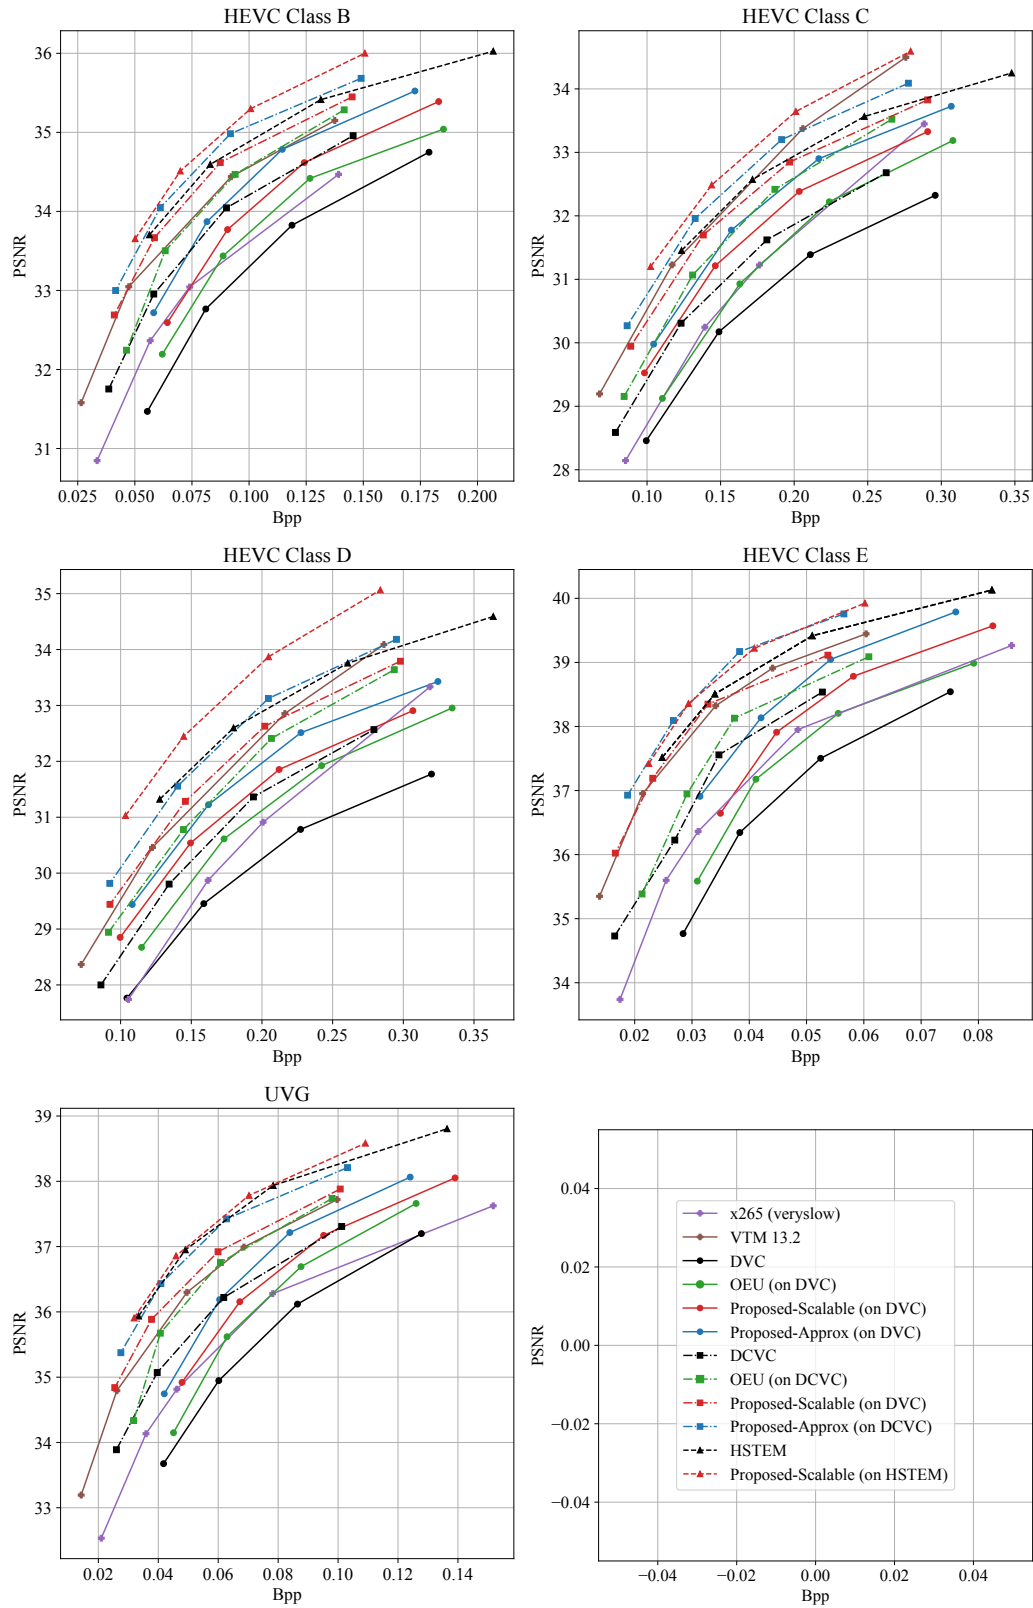 HEVC Class B
PSNR
36
35
34
33
32
31
0.025 0.050 0.075 0.100 0.125 0.150 0.175 0.200
Bpp
HEVC Class C
PSNR
34
33
32
31
30
29
28
0.10 0.15 0.20 0.25 0.30 0.35
Bpp
HEVC Class D
PSNR
35
34
33
32
31
30
29
28
0.10 0.15 0.20 0.25 0.30 0.35
Bpp
HEVC Class E
PSNR
40
39
38
37
36
35
34
0.02 0.03 0.04 0.05 0.06 0.07 0.08
Bpp
UVG
PSNR
39
38
37
36
35
34
33
0.02 0.04 0.06 0.08 0.10 0.12 0.14
Bpp
PSNR
0.04
0.02
0.00
−0.02
−0.04
x265 (veryslow)
VTM 13.2
DVC
OEU (on DVC)
Proposed-Scalable (on DVC)
Proposed-Approx (on DVC)
DCVC
OEU (on DCVC)
Proposed-Scalable (on DVC)
Proposed-Approx (on DCVC)
HSTEM
Proposed-Scalable (on HSTEM)
−0.04 −0.02 0.00 0.02 0.04
Bpp